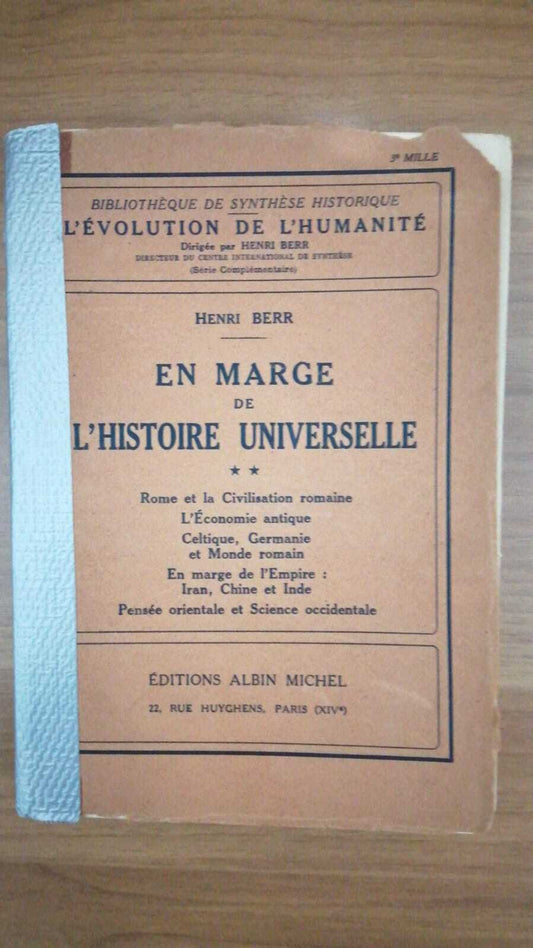 3e MILLE
BIBLIOTHÈQUE DE SYNTHÈSE HISTORIQUE
L'ÉVOLUTION DE L'HUMANITÉ
Dirigée par HENRI BERR
DIRECTEUR DU CENTRE INTERNATIONAL DE SYNTHÈSE
(Série Complémentaire)
HENRI BERR
EN MARGE
DE
L'HISTOIRE UNIVERSELLE
★ ★
Rome et la Civilisation romaine
L'Économie antique
Celtique, Germanie
et Monde romain
En marge de l'Empire :
Iran, Chine et Inde
Pensée orientale et Science occidentale
ÉDITIONS ALBIN MICHEL
22, RUE HUYGHENS, PARIS (XIVe)